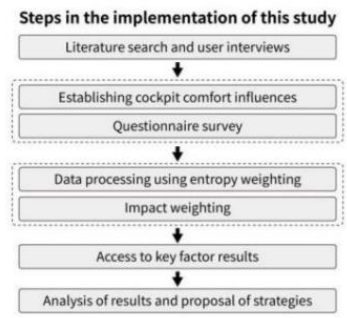 Steps in the implementation of this study
Literature search and user interviews
Establishing cockpit comfort influences
Questionnaire survey
Data processing using entropy weighting
Impact weighting
Access to key factor results
Analysis of results and proposal of strategies